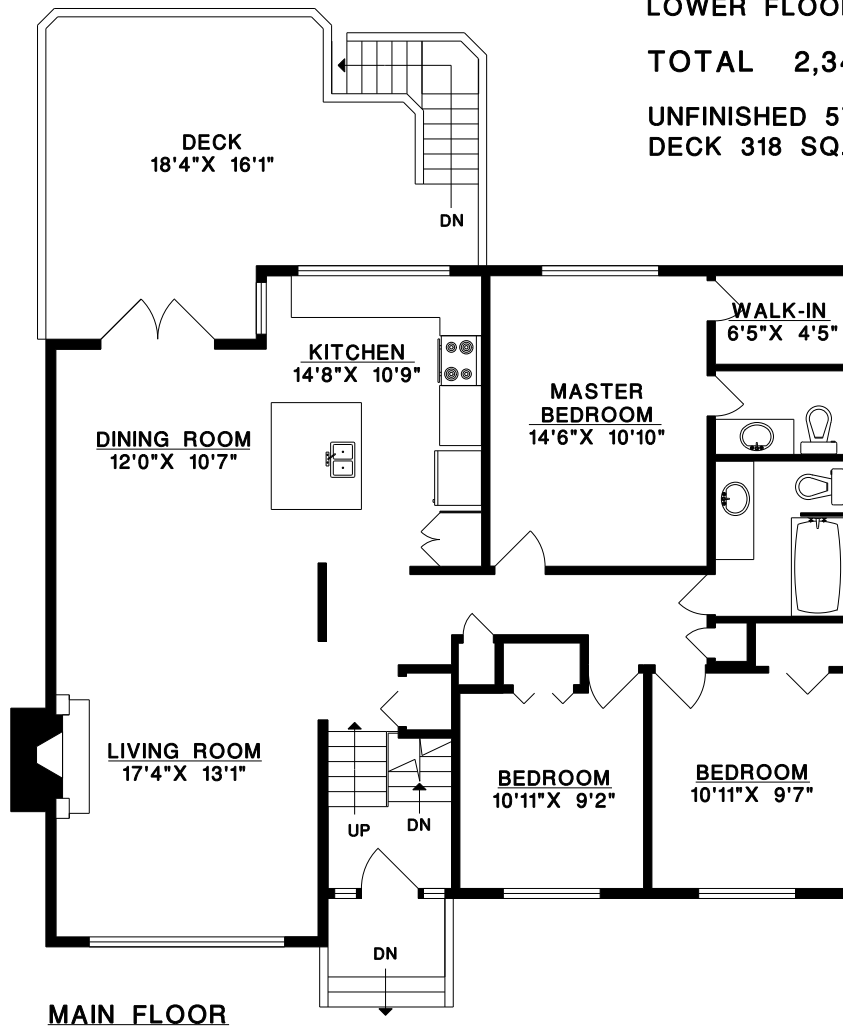 LOWER FLOOR
TOTAL 2,34
UNFINISHED 5
DECK 318 SQ.
DECK
18'4"X 16'1"
DN
WALK-IN
6'5"X 4'5"
KITCHEN
14'8"X 10'9"
MASTER
BEDROOM
14'6"X 10'10"
DINING ROOM
12'0"X 10'7"
LIVING ROOM
17'4"X 13'1"
BEDROOM
10'11"X 9'2"
BEDROOM
10'11"X 9'7"
UP
DN
DN
MAIN FLOOR